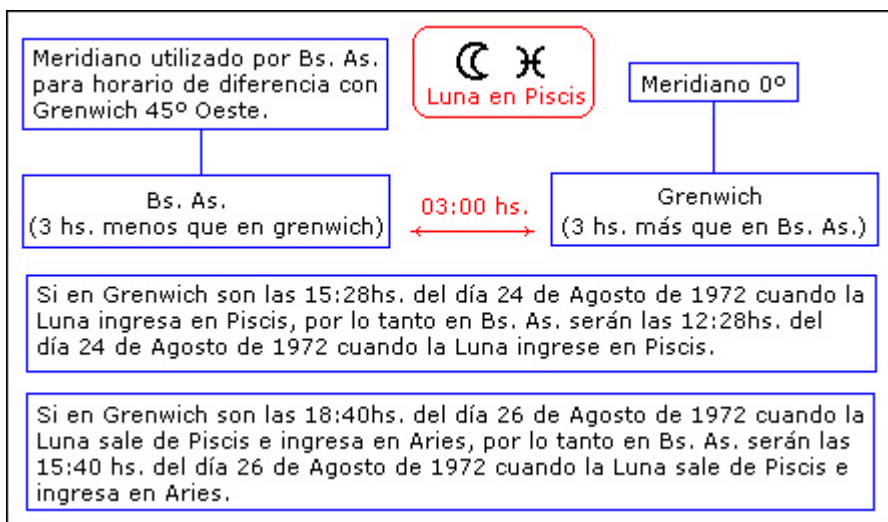 Meridiano utilizado por Bs. As.
para horario de diferencia con
Grenwich 45º Oeste.
Luna en Piscis
Meridiano 0º
Bs. As.
(3 hs. menos que en grenwich)
03:00 hs.
Grenwich
(3 hs. más que en Bs. As.)
Si en Grenwich son las 15:28hs. del día 24 de Agosto de 1972 cuando la
Luna ingresa en Piscis, por lo tanto en Bs. As. serán las 12:28hs. del
día 24 de Agosto de 1972 cuando la Luna ingrese en Piscis.
Si en Grenwich son las 18:40hs. del día 26 de Agosto de 1972 cuando la
Luna sale de Piscis e ingresa en Aries, por lo tanto en Bs. As. serán las
15:40 hs. del día 26 de Agosto de 1972 cuando la Luna sale de Piscis e
ingresa en Aries.